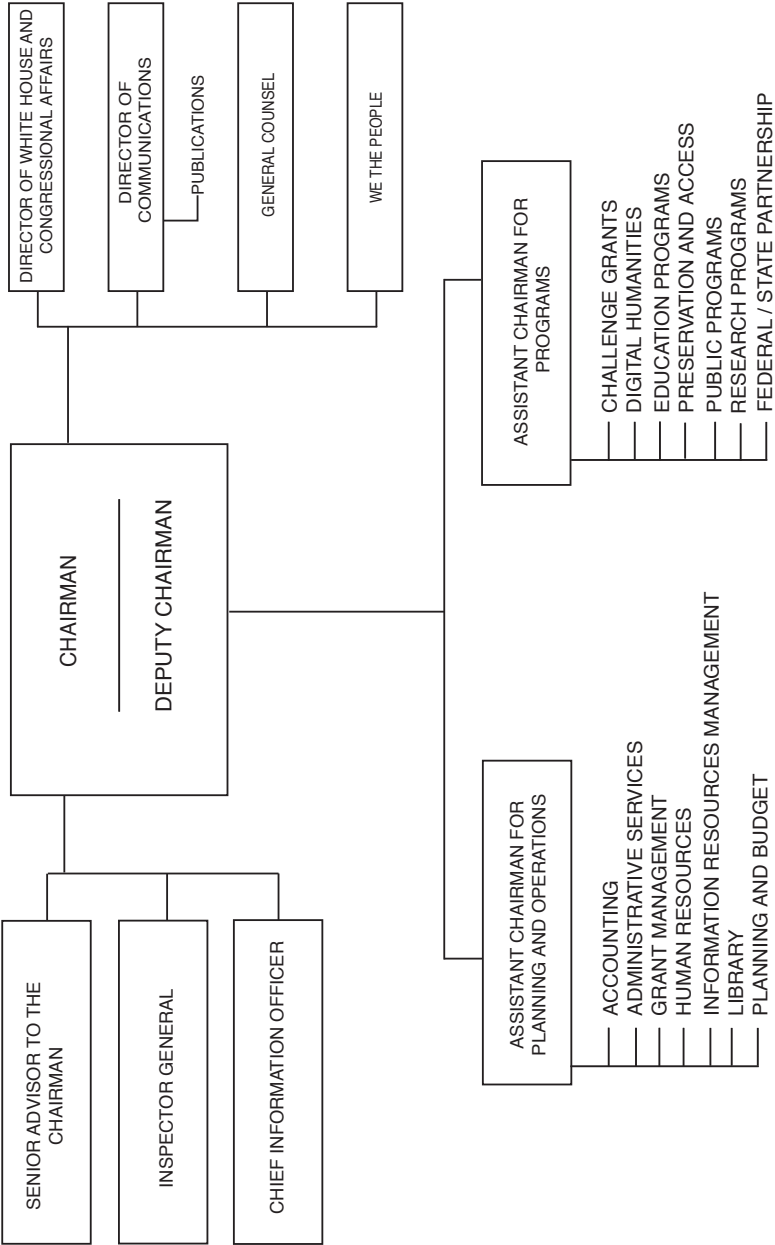 SENIOR ADVISOR TO THE
CHAIRMAN
INSPECTOR GENERAL
CHIEF INFORMATION OFFICER
CHAIRMAN
DEPUTY CHAIRMAN
DIRECTOR OF WHITE HOUSE AND
CONGRESSIONAL AFFAIRS
DIRECTOR OF
COMMUNICATIONS
PUBLICATIONS
GENERAL COUNSEL
WE THE PEOPLE
ASSISTANT CHAIRMAN FOR
PLANNING AND OPERATIONS
ACCOUNTING
ADMINISTRATIVE SERVICES
GRANT MANAGEMENT
HUMAN RESOURCES
INFORMATION RESOURCES MANAGEMENT
LIBRARY
PLANNING AND BUDGET
ASSISTANT CHAIRMAN FOR
PROGRAMS
CHALLENGE GRANTS
DIGITAL HUMANITIES
EDUCATION PROGRAMS
PRESERVATION AND ACCESS
PUBLIC PROGRAMS
RESEARCH PROGRAMS
FEDERAL / STATE PARTNERSHIP